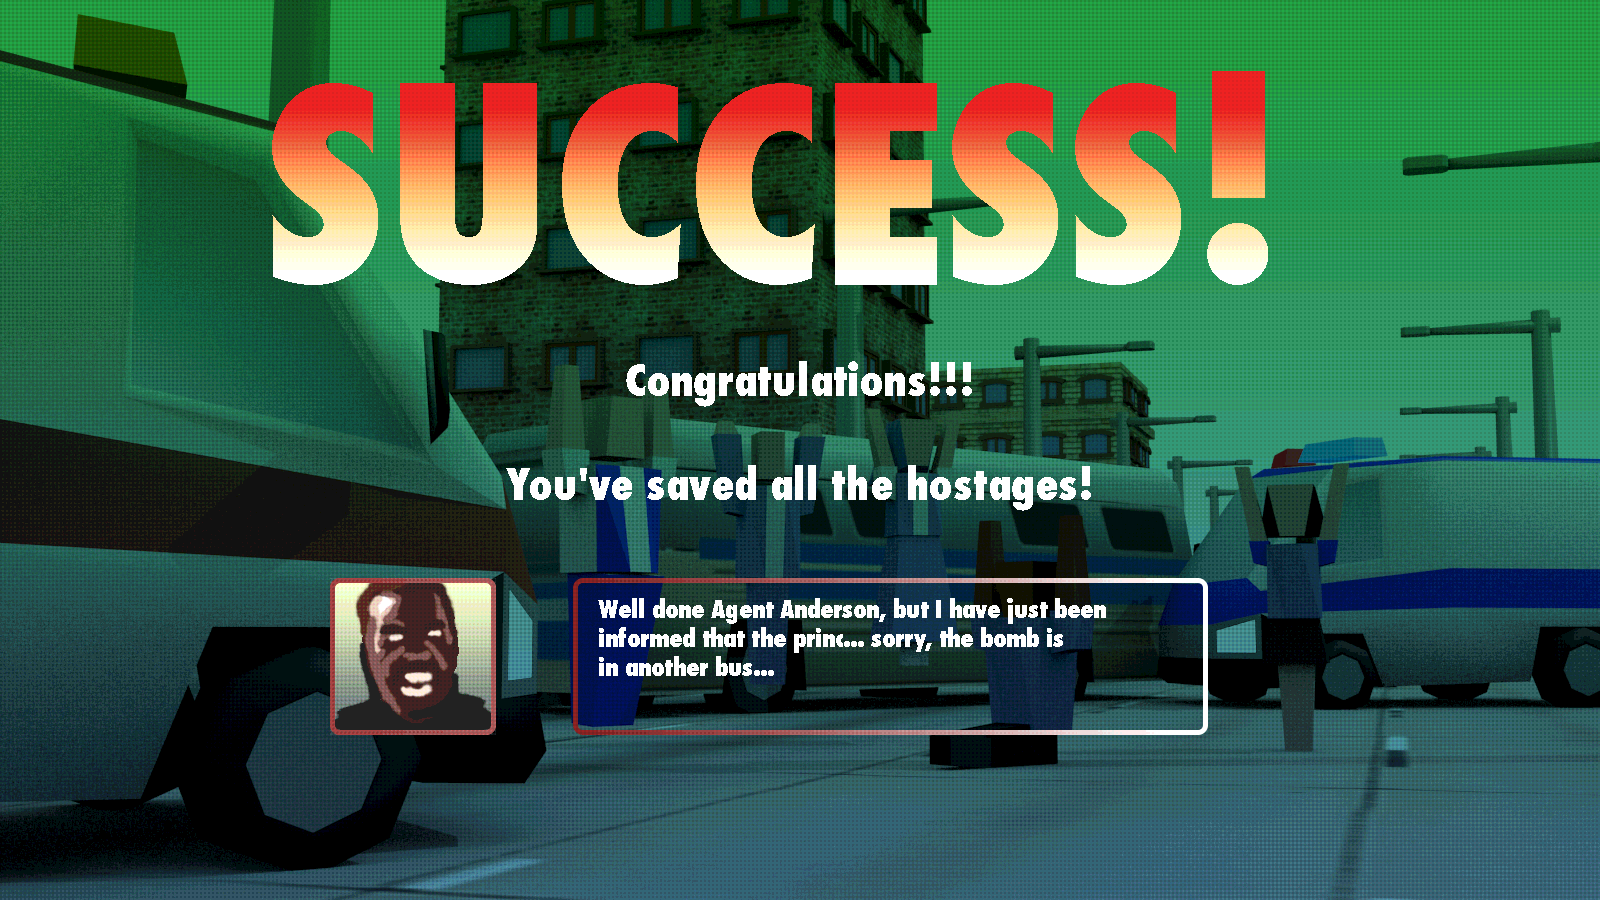 SUCCESS!
Congratulations!!!
You've saved all the hostages!
Well done Agent Anderson, but I have just been
informed that the princ... sorry, the bomb is
in another bus...